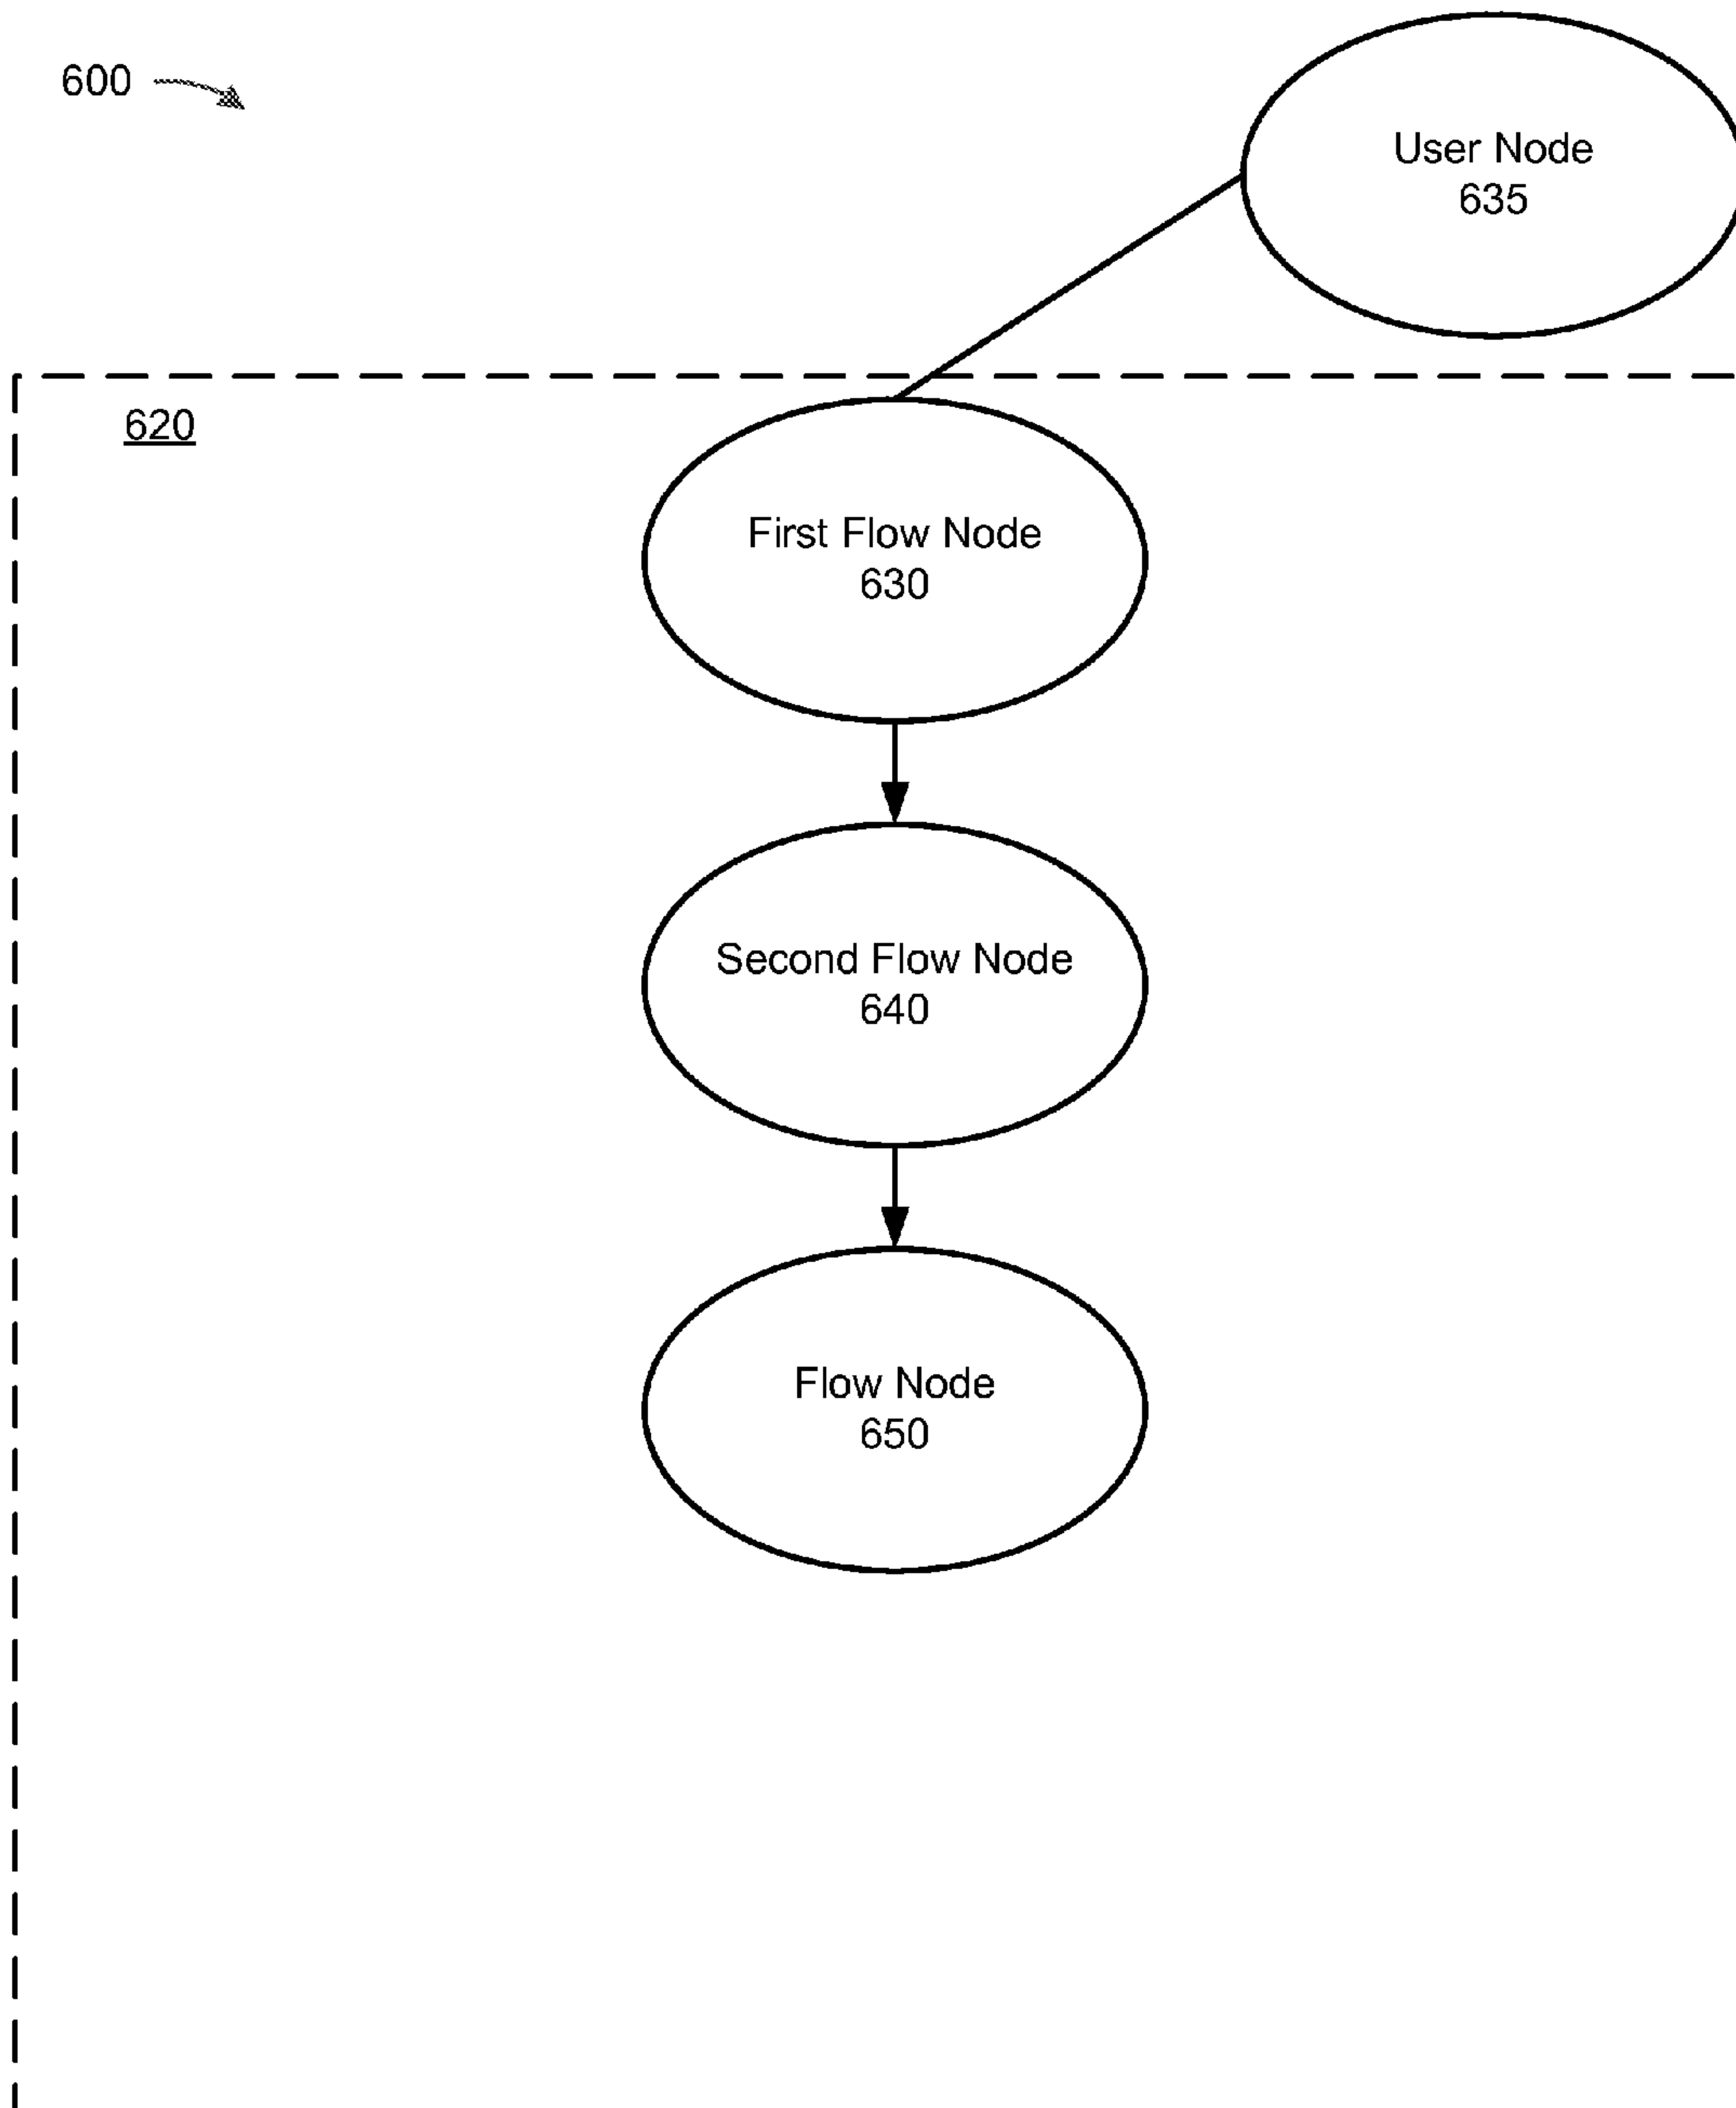 600
User Node
635
620
First Flow Node
630
Second Flow Node
640
Flow Node
650